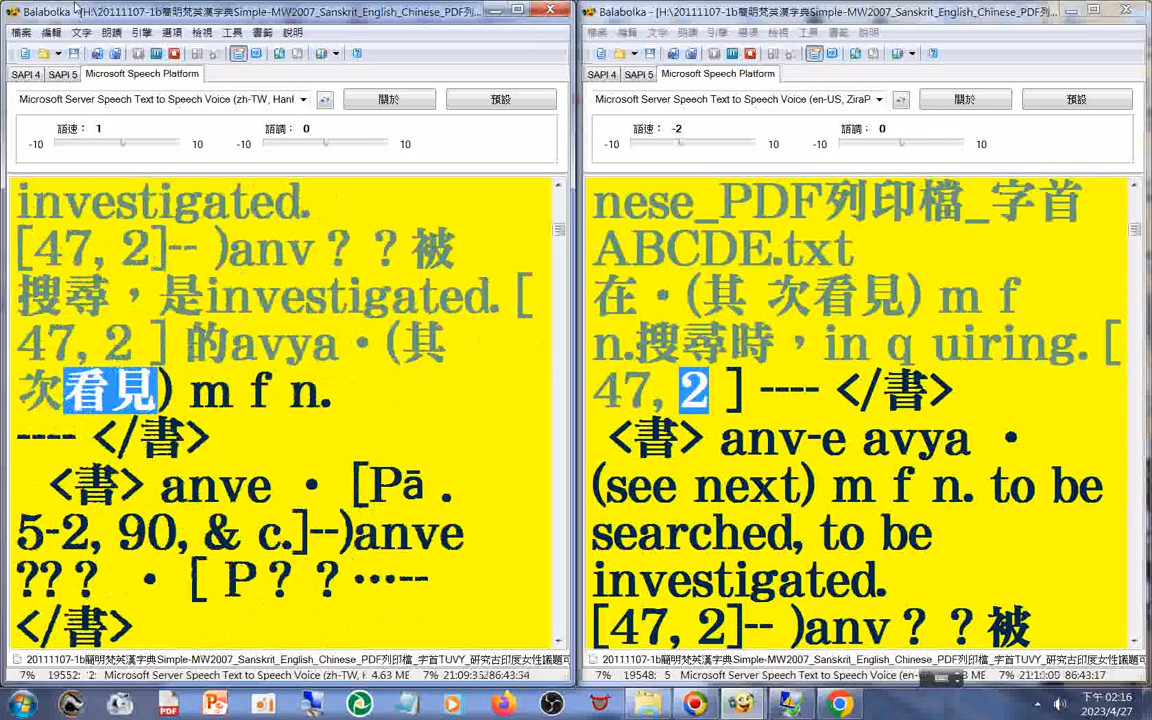 Balabolka - [H:\20111107-1b簡明梵英漢字典Simple-MW2007_Sanskrit_English_Chinese_PDF列...
檔案 編輯 文字 朗讀 引擎 選項 檢視 工具 書籤 說明
SAPI 4 SAPI 5 Microsoft Speech Platform
Microsoft Server Speech Text to Speech Voice (zh-TW, Hanl 關於 預設
語速： 1 語調： 0
-10 10 -10 10
investigated.
[47, 2]-- )anv？？被
搜尋，是investigated. [
47, 2 ] 的avya・(其
次看見) m f n.
---- </書>
<書> anve ・ [Pā .
5-2, 90, & c.]--)anve
??？ ・ [ P？？…--
</書>
20111107-1b簡明梵英漢字典Simple-MW2007_Sanskrit_English_Chinese_PDF列印檔_字首TUVY_研究古印度女性議題可
7% 19552: '2: Microsoft Server Speech Text to Speech Voice (zh-TW, H 4.63 ME 7%
Balabolka - [H:\20111107-1b簡明梵英漢字典Simple-MW2007_Sanskrit_English_Chinese_PDF列...
檔案 編輯 文字 朗讀 引擎 選項 檢視 工具 書籤 說明
SAPI 4 SAPI 5 Microsoft Speech Platform
Microsoft Server Speech Text to Speech Voice (en-US, ZiraP 關於 預設
語速： -2 語調： 0
-10 10 -10 10
nese_PDF列印檔_字首
ABCDE.txt
在・(其 次看見) m f
n.搜尋時，in q uiring. [
47, 2 ] ---- </書>
<書> anv-e avya ・
(see next) m f n. to be
searched, to be
investigated.
[47, 2]-- )anv？？被
20111107-1b簡明梵英漢字典Simple-MW2007_Sanskrit_English_Chinese_PDF列印檔_字首TUVY_研究古印度女性議題可
7% 19548: 5 Microsoft Server Speech Text to Speech Voice (en-US, Z 4.63 ME 7%
下午 02:16
2023/4/27